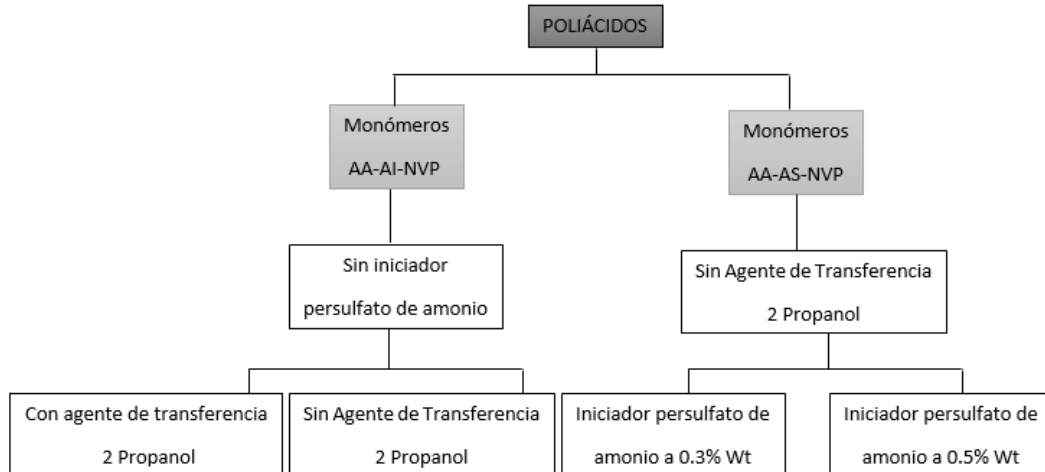 POLIÁCIDOS
Monómeros
AA-AI-NVP
Monómeros
AA-AS-NVP
Sin iniciador
persulfato de amonio
Sin Agente de Transferencia
2 Propanol
Con agente de transferencia
2 Propanol
Sin Agente de Transferencia
2 Propanol
Iniciador persulfato de
amonio a 0.3% Wt
Iniciador persulfato de
amonio a 0.5% Wt